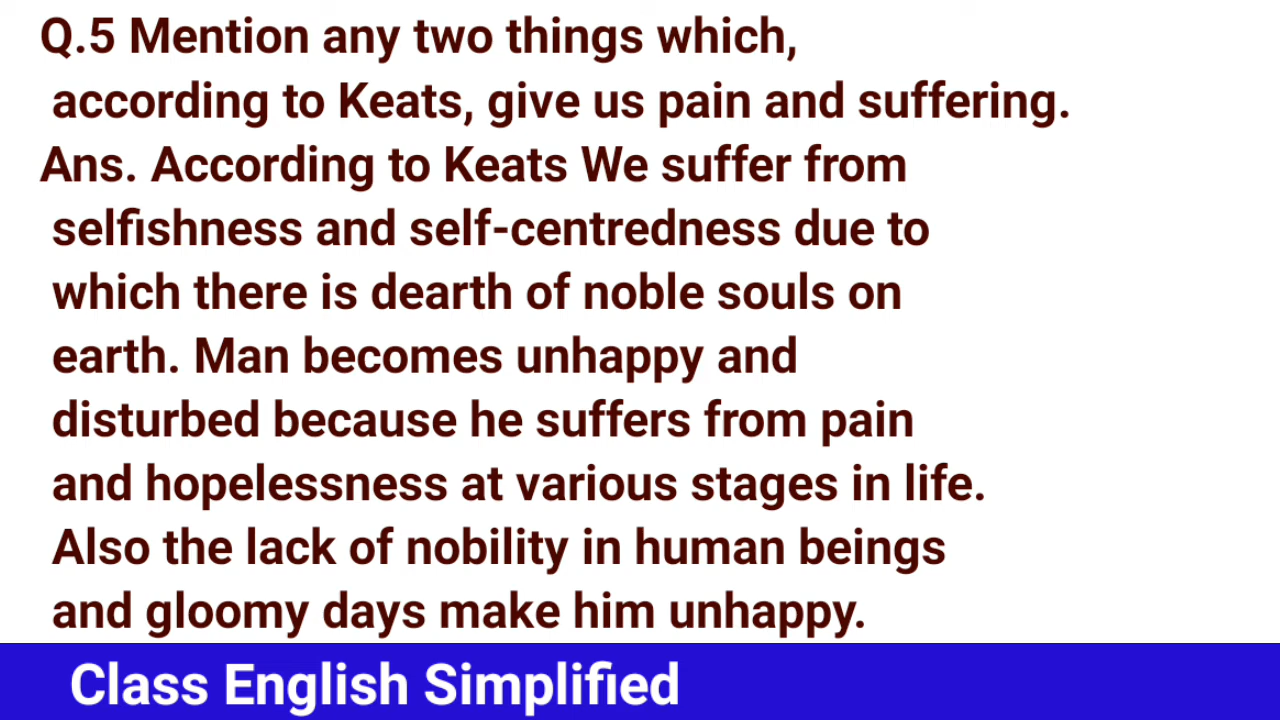 Q.5 Mention any two things which,
according to Keats, give us pain and suffering.
Ans. According to Keats We suffer from
selfishness and self-centredness due to
which there is dearth of noble souls on
earth. Man becomes unhappy and
disturbed because he suffers from pain
and hopelessness at various stages in life.
Also the lack of nobility in human beings
and gloomy days make him unhappy.
Class English Simplified